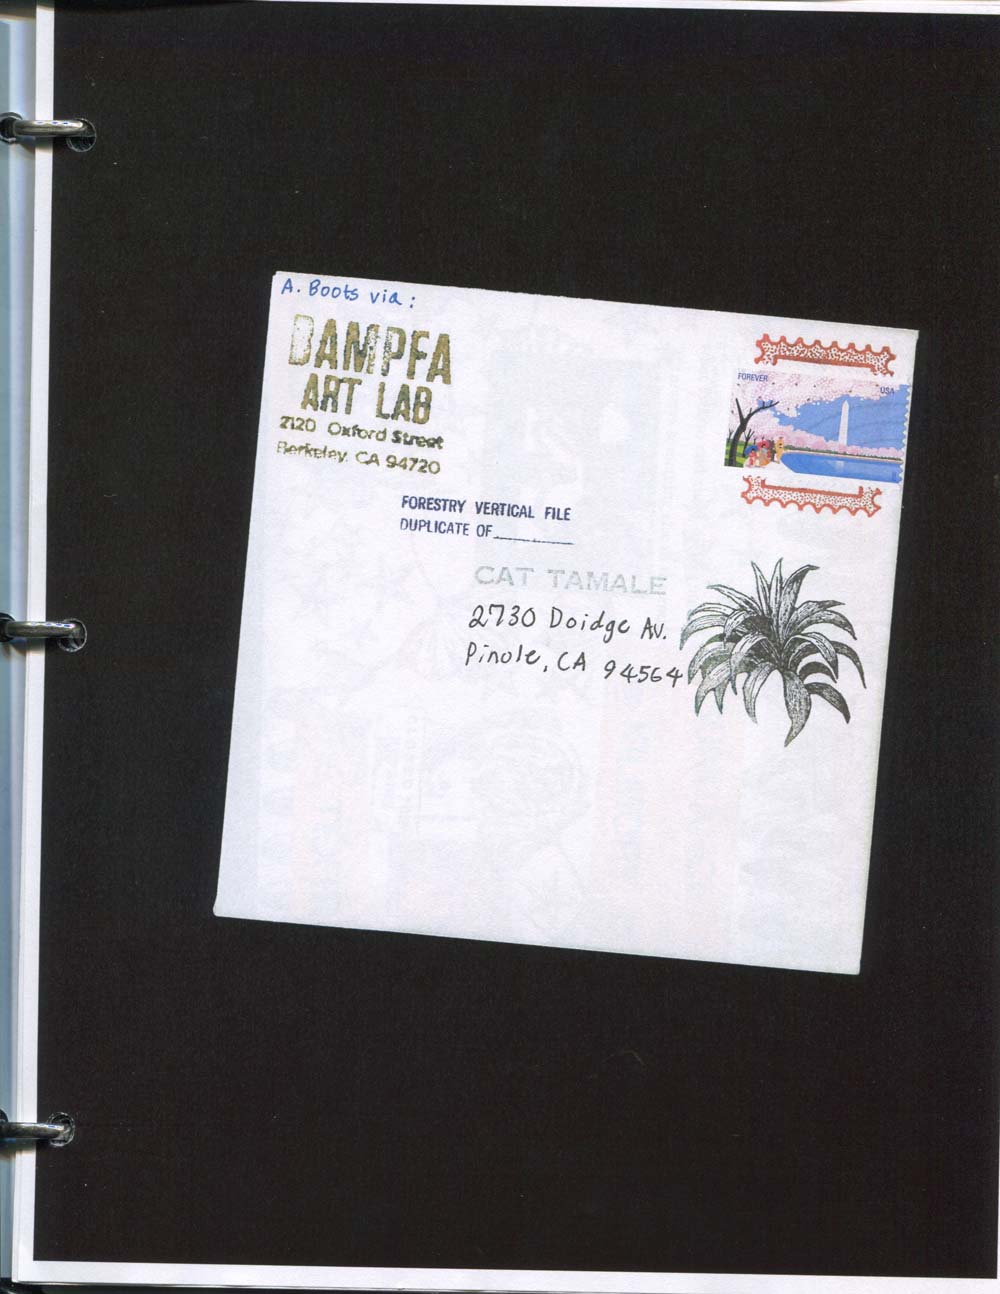 A. Boots via:
BAMPFA
ART LAB
2120 Oxford Street
Berkeley, CA 94720
FOREVER
USA
FORESTRY VERTICAL FILE
DUPLICATE OF
CAT TAMALE
2730 Doidge Av.
Pinole, CA 94564